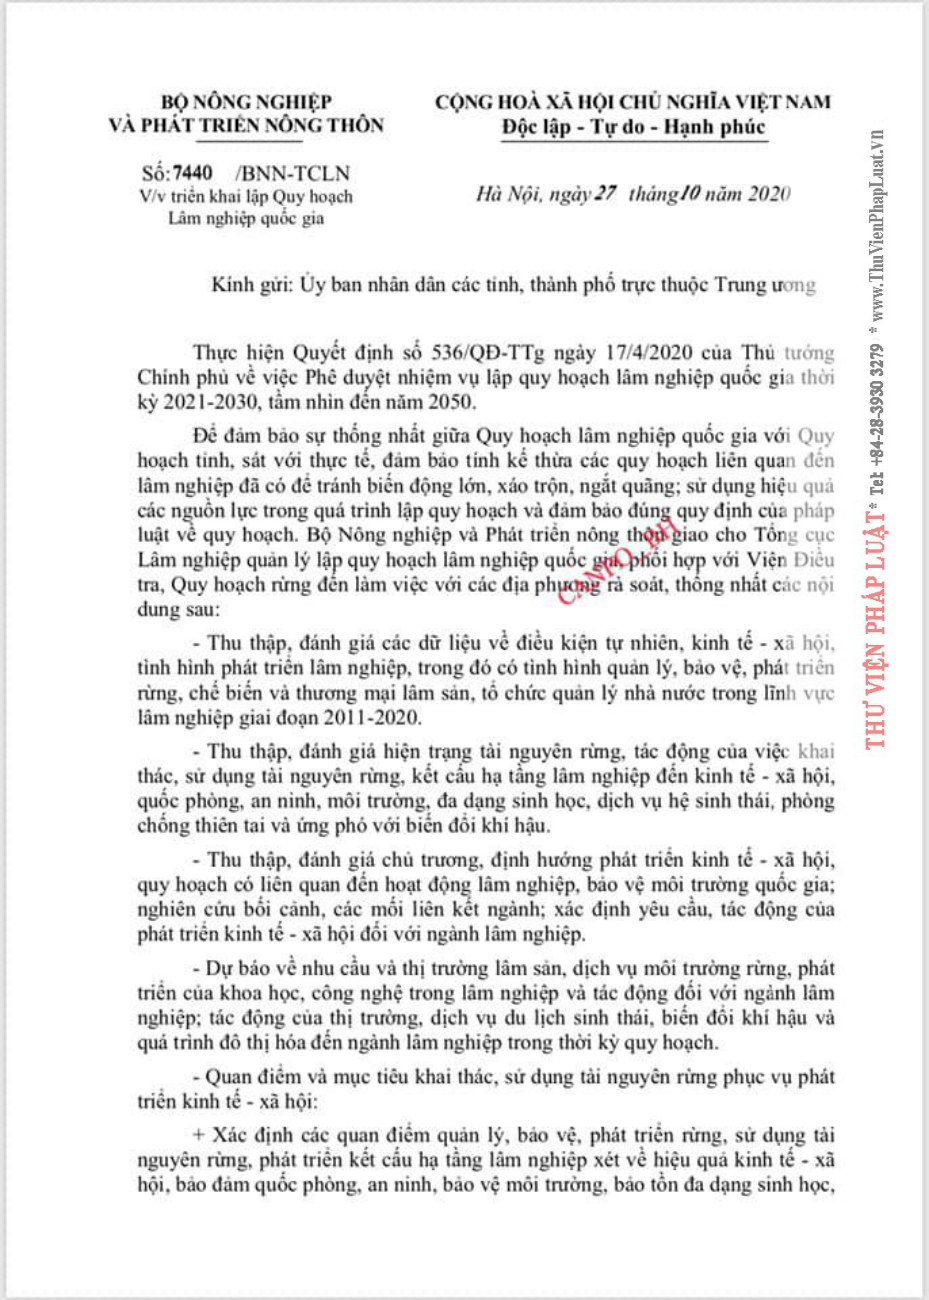 BỘ NÔNG NGHIỆP
VÀ PHÁT TRIỂN NÔNG THÔN
CỘNG HOÀ XÃ HỘI CHỦ NGHĨA VIỆT NAM
Độc lập - Tự do - Hạnh phúc
Số: 7440 /BNN-TCLN
V/v triển khai lập Quy hoạch
Lâm nghiệp quốc gia
Hà Nội, ngày 27 tháng 10 năm 2020
Kính gửi: Ủy ban nhân dân các tỉnh, thành phố trực thuộc Trung ương
Thực hiện Quyết định số 536/QĐ-TTg ngày 17/4/2020 của Thủ tướng
Chính phủ về việc Phê duyệt nhiệm vụ lập quy hoạch lâm nghiệp quốc gia thời
kỳ 2021-2030, tầm nhìn đến năm 2050.
Để đảm bảo sự thống nhất giữa Quy hoạch lâm nghiệp quốc gia với Quy
hoạch tỉnh, sát với thực tế, đảm bảo tính kế thừa các quy hoạch liên quan đến
lâm nghiệp đã có để tránh biến động lớn, xáo trộn, ngắt quãng; sử dụng hiệu quả
các nguồn lực trong quá trình lập quy hoạch và đảm bảo đúng quy định của pháp
luật về quy hoạch. Bộ Nông nghiệp và Phát triển nông thôn giao cho Tổng cục
Lâm nghiệp quản lý lập quy hoạch lâm nghiệp quốc gia, phối hợp với Viện Điều
tra, Quy hoạch rừng đến làm việc với các địa phương rà soát, thống nhất các nội
dung sau:
- Thu thập, đánh giá các dữ liệu về điều kiện tự nhiên, kinh tế - xã hội,
tình hình phát triển lâm nghiệp, trong đó có tình hình quản lý, bảo vệ, phát triển
rừng, chế biến và thương mại lâm sản, tổ chức quản lý nhà nước trong lĩnh vực
lâm nghiệp giai đoạn 2011-2020.
- Thu thập, đánh giá hiện trạng tài nguyên rừng, tác động của việc khai
thác, sử dụng tài nguyên rừng, kết cấu hạ tầng lâm nghiệp đến kinh tế - xã hội,
quốc phòng, an ninh, môi trường, đa dạng sinh học, dịch vụ hệ sinh thái, phòng
chống thiên tai và ứng phó với biến đổi khí hậu.
- Thu thập, đánh giá chủ trương, định hướng phát triển kinh tế - xã hội,
quy hoạch có liên quan đến hoạt động lâm nghiệp, bảo vệ môi trường quốc gia;
nghiên cứu bối cảnh, các mối liên kết ngành; xác định yêu cầu, tác động của
phát triển kinh tế - xã hội đối với ngành lâm nghiệp.
- Dự báo về nhu cầu và thị trường lâm sản, dịch vụ môi trường rừng, phát
triển của khoa học, công nghệ trong lâm nghiệp và tác động đối với ngành lâm
nghiệp; tác động của thị trường, dịch vụ du lịch sinh thái, biến đổi khí hậu và
quá trình đô thị hóa đến ngành lâm nghiệp trong thời kỳ quy hoạch.
- Quan điểm và mục tiêu khai thác, sử dụng tài nguyên rừng phục vụ phát
triển kinh tế - xã hội:
+ Xác định các quan điểm quản lý, bảo vệ, phát triển rừng, sử dụng tài
nguyên rừng, phát triển kết cấu hạ tầng lâm nghiệp xét về hiệu quả kinh tế - xã
hội, bảo đảm quốc phòng, an ninh, bảo vệ môi trường, bảo tồn đa dạng sinh học,
THƯ VIỆN PHÁP LUẬT * Tel: +84-28-3930 3279 * www.ThuVienPhapLuat.vn